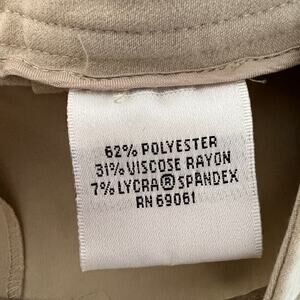 62% POLYESTER
31% VISCOSE RAYON
7% LYCRA® SPANDEX
RN 69061